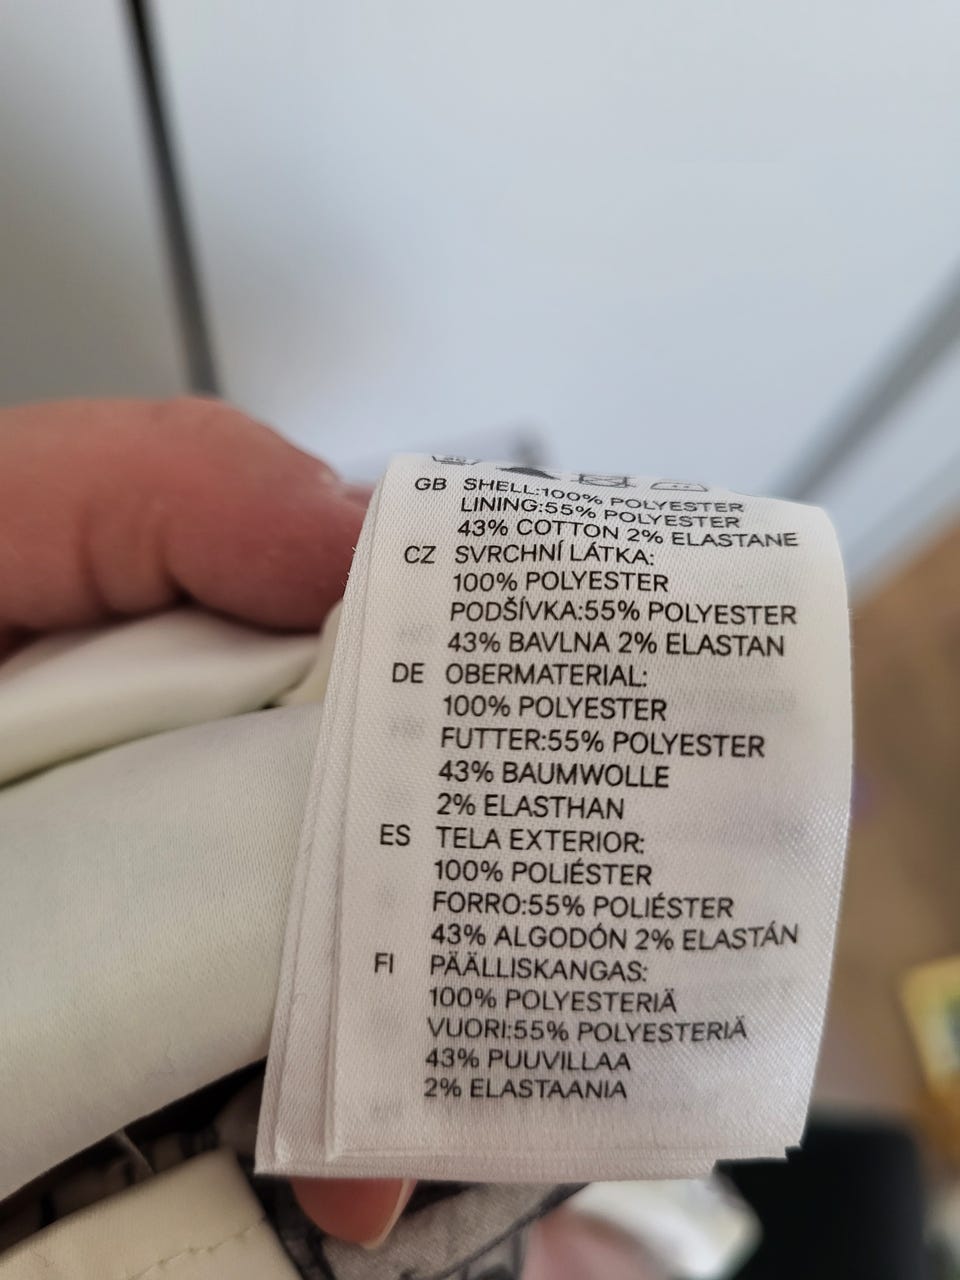 GB SHELL:100% POLYESTER
LINING:55% POLYESTER
43% COTTON 2% ELASTANE
CZ SVRCHNÍ LÁTKA:
100% POLYESTER
PODŠÍVKA:55% POLYESTER
43% BAVLNA 2% ELASTAN
DE OBERMATERIAL:
100% POLYESTER
FUTTER:55% POLYESTER
43% BAUMWOLLE
2% ELASTHAN
ES TELA EXTERIOR:
100% POLIÉSTER
FORRO:55% POLIÉSTER
43% ALGODÓN 2% ELASTÁN
FI PÄÄLLISKANGAS:
100% POLYESTERIÄ
VUORI:55% POLYESTERIÄ
43% PUUVILLAA
2% ELASTAANIA